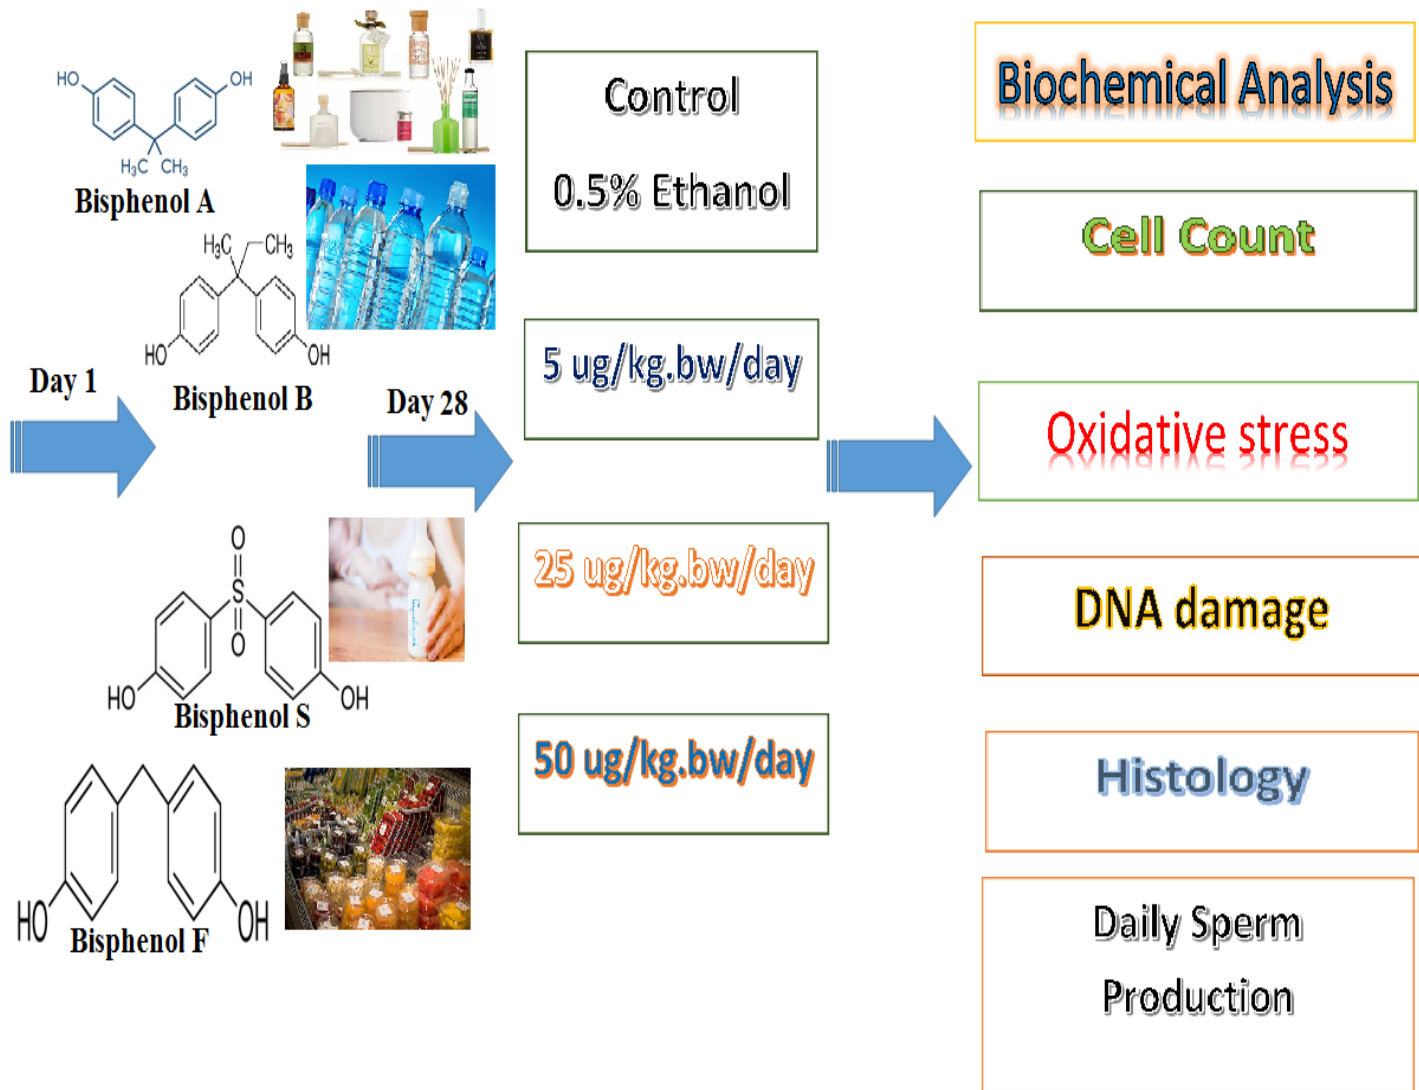 HO
OH
H₃C CH₃
Bisphenol A
H₃C
CH₃
HO
OH
Bisphenol B
Day 1
Day 28
O
S
O
HO
OH
Bisphenol S
HO
OH
Bisphenol F
Control
0.5% Ethanol
5 ug/kg.bw/day
25 ug/kg.bw/day
50 ug/kg.bw/day
Biochemical Analysis
Cell Count
Oxidative stress
DNA damage
Histology
Daily Sperm
Production